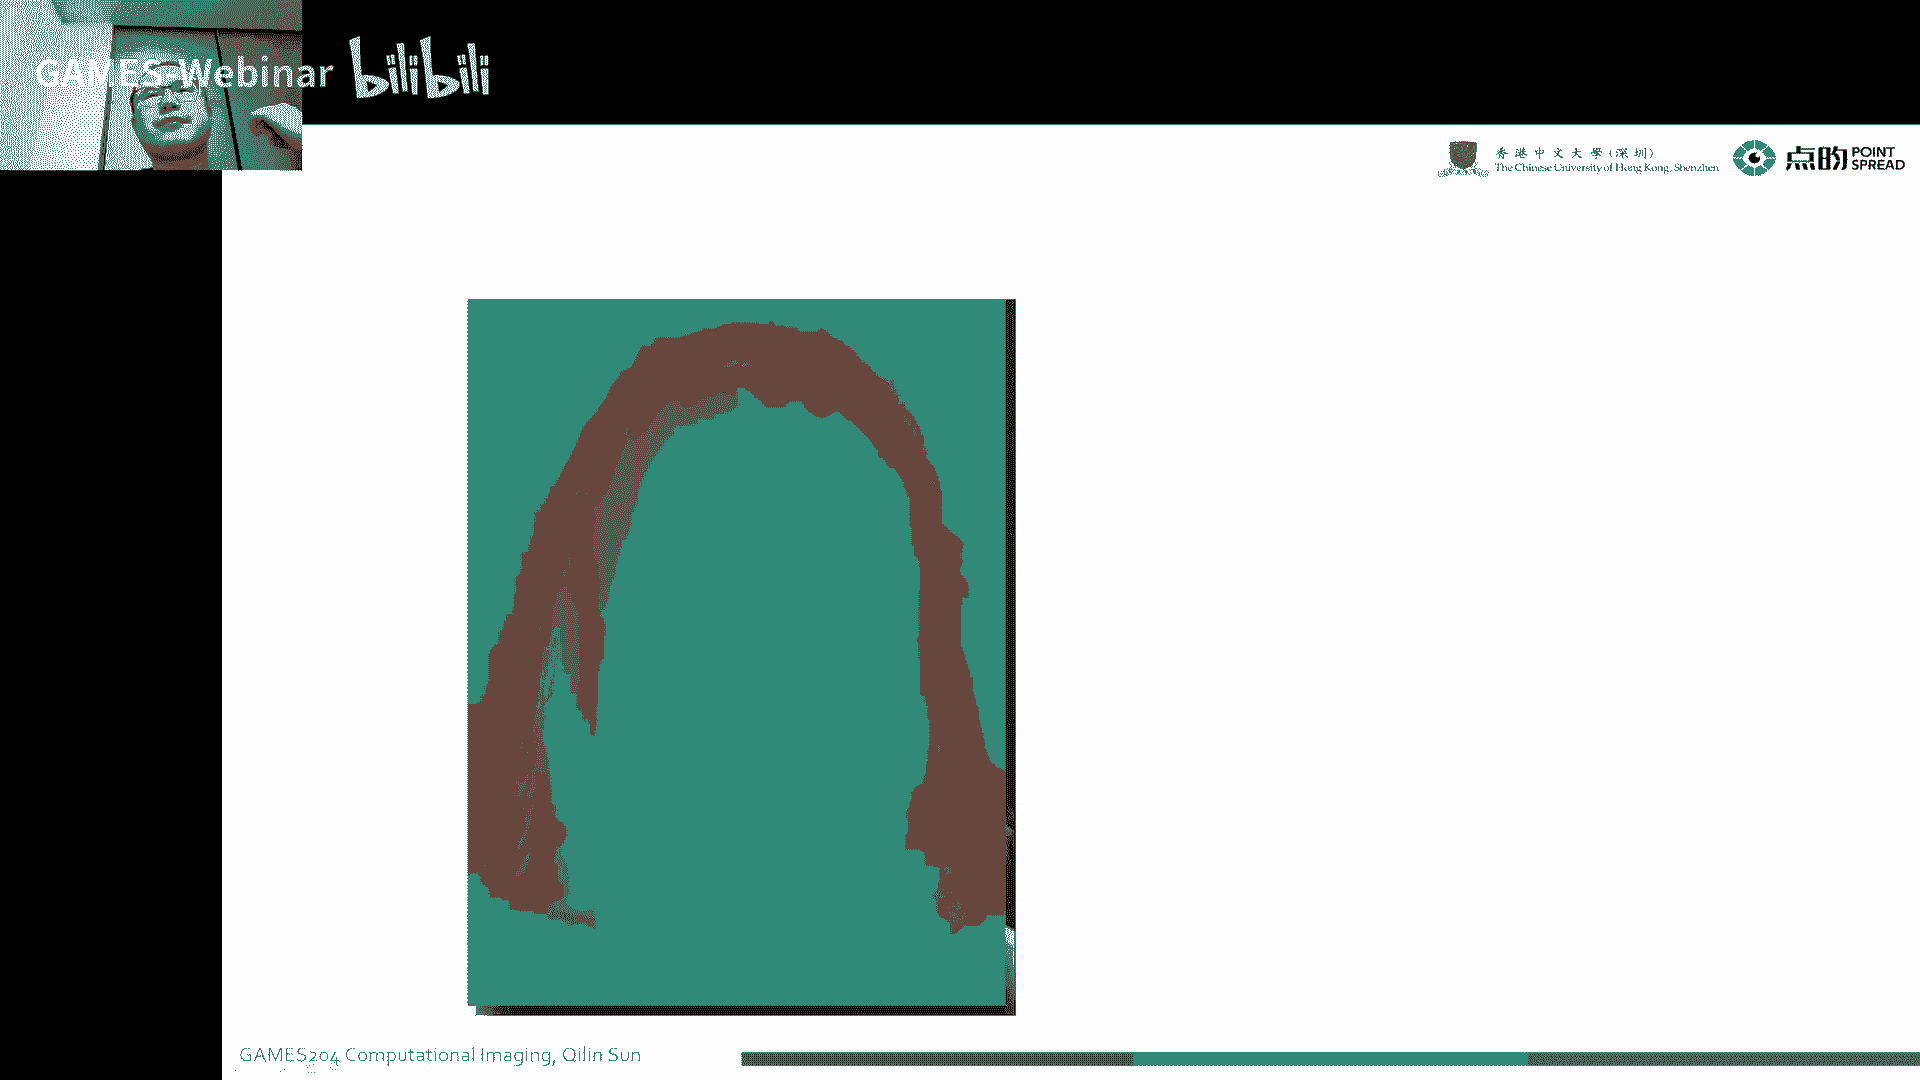 GAMES-Webinar bilibili
香港中文大學(深圳)
The Chinese University of Hong Kong, Shenzhen
点昀 POINT SPREAD
GAMES204 Computational Imaging, Qilin Sun